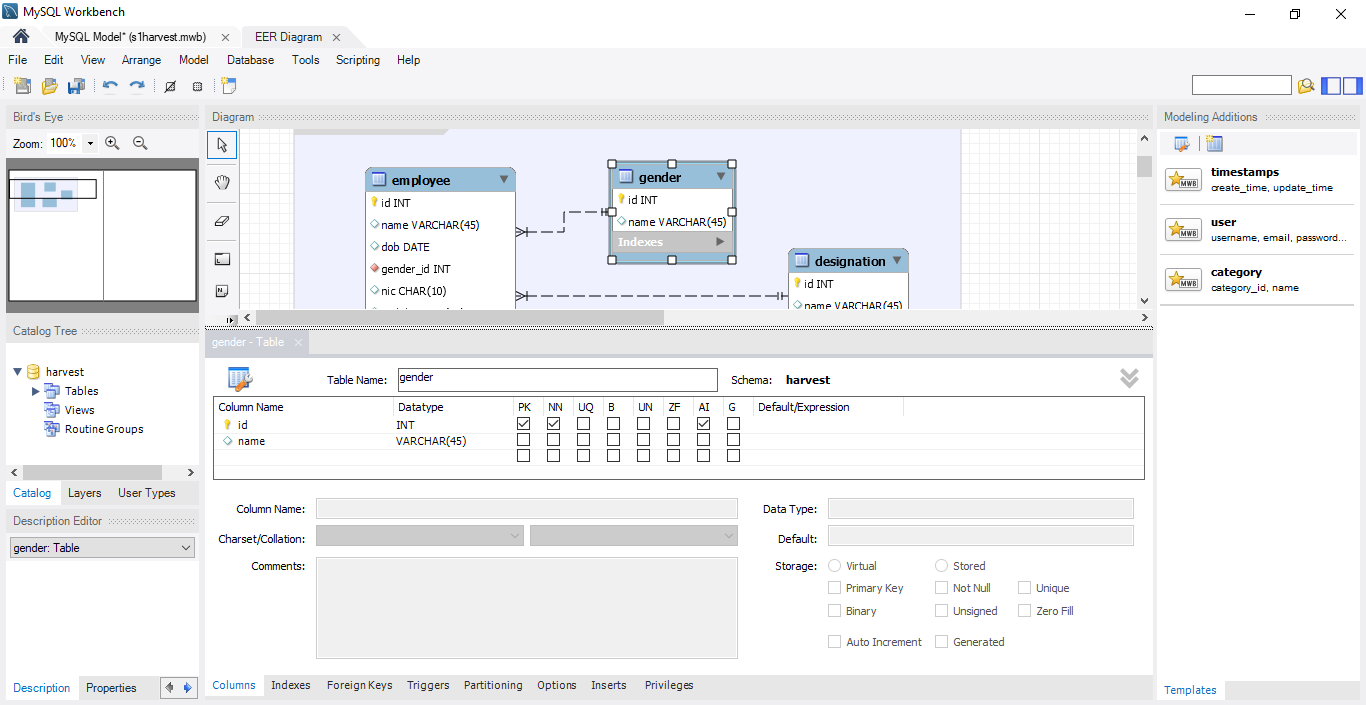 MySQL Workbench
MySQL Model* (s1harvest.mwb) EER Diagram
File Edit View Arrange Model Database Tools Scripting Help
Bird's Eye
Zoom: 100%
Diagram
employee
id INT
name VARCHAR(45)
dob DATE
gender_id INT
nic CHAR(10)
gender
id INT
name VARCHAR(45)
Indexes
designation
id INT
name VARCHAR(45)
Modeling Additions
MWB
timestamps
create_time, update_time
MWB
user
username, email, password...
MWB
category
category_id, name
Templates
Catalog Tree
harvest
Tables
Views
Routine Groups
Catalog Layers User Types
Description Editor
gender: Table
Description Properties
gender - Table
Table Name: gender Schema: harvest
Column Name Datatype PK NN UQ B UN ZF AI G Default/Expression
id INT
name VARCHAR(45)
Column Name: Data Type:
Charset/Collation: Default:
Comments: Storage: Virtual Stored
Primary Key Not Null Unique
Binary Unsigned Zero Fill
Auto Increment Generated
Columns Indexes Foreign Keys Triggers Partitioning Options Inserts Privileges